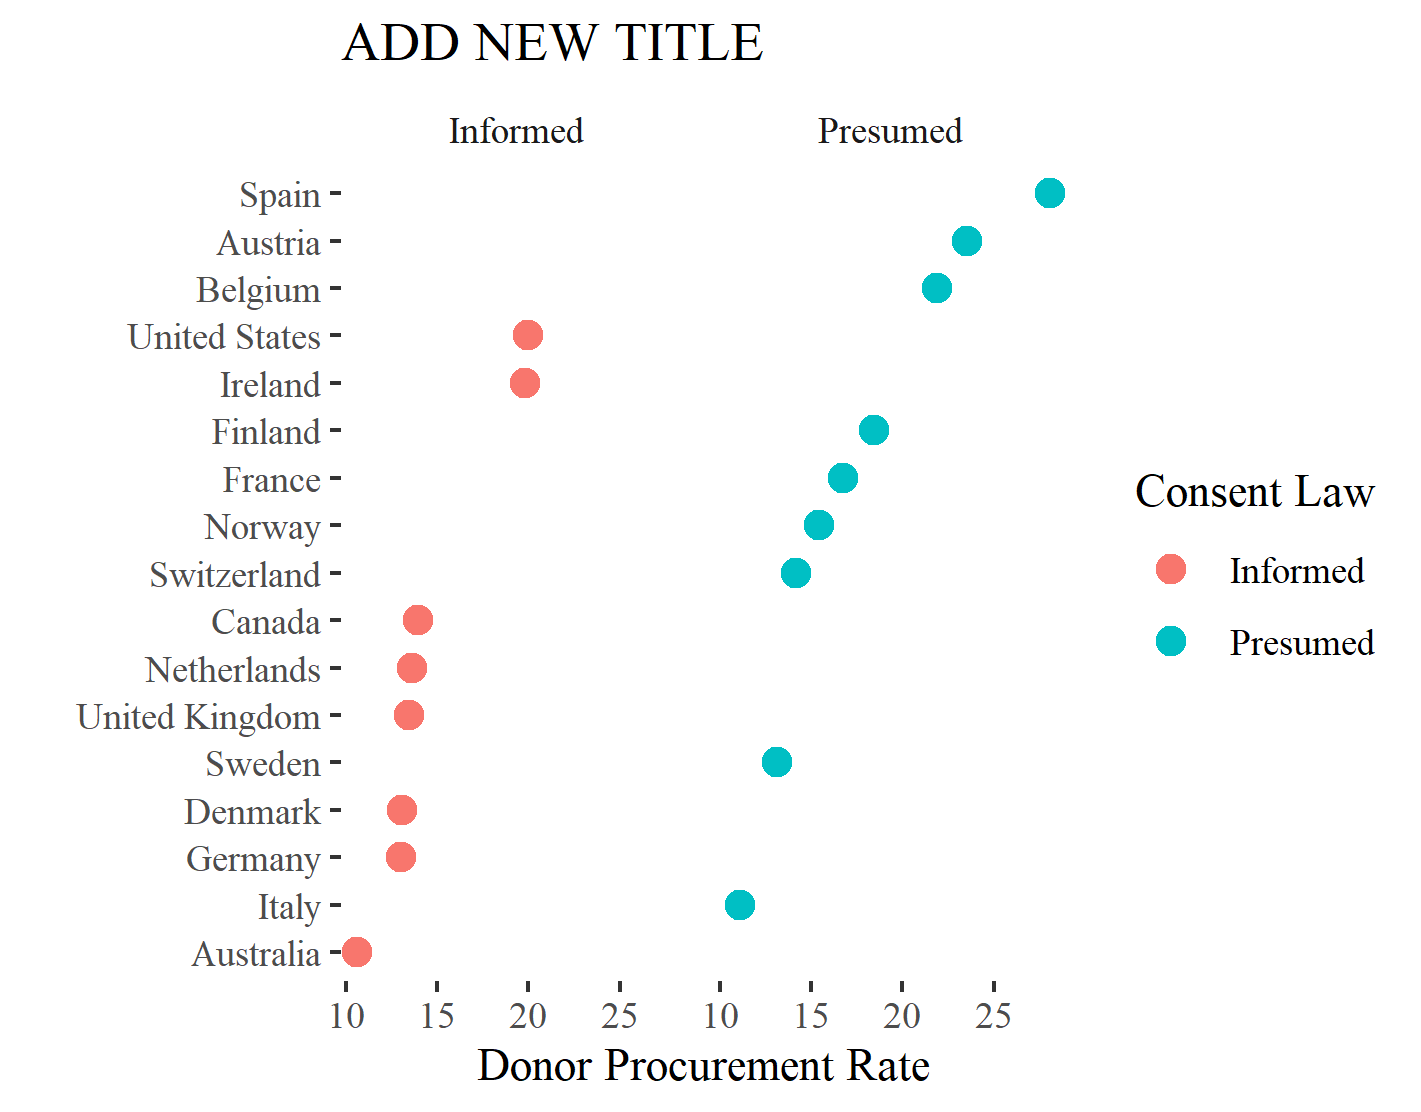 ADD NEW TITLE
Informed Presumed
Spain
Austria
Belgium
United States
Ireland
Finland
France
Norway
Switzerland
Canada
Netherlands
United Kingdom
Sweden
Denmark
Germany
Italy
Australia
10 15 20 25 10 15 20 25
Donor Procurement Rate
Consent Law
Informed
Presumed